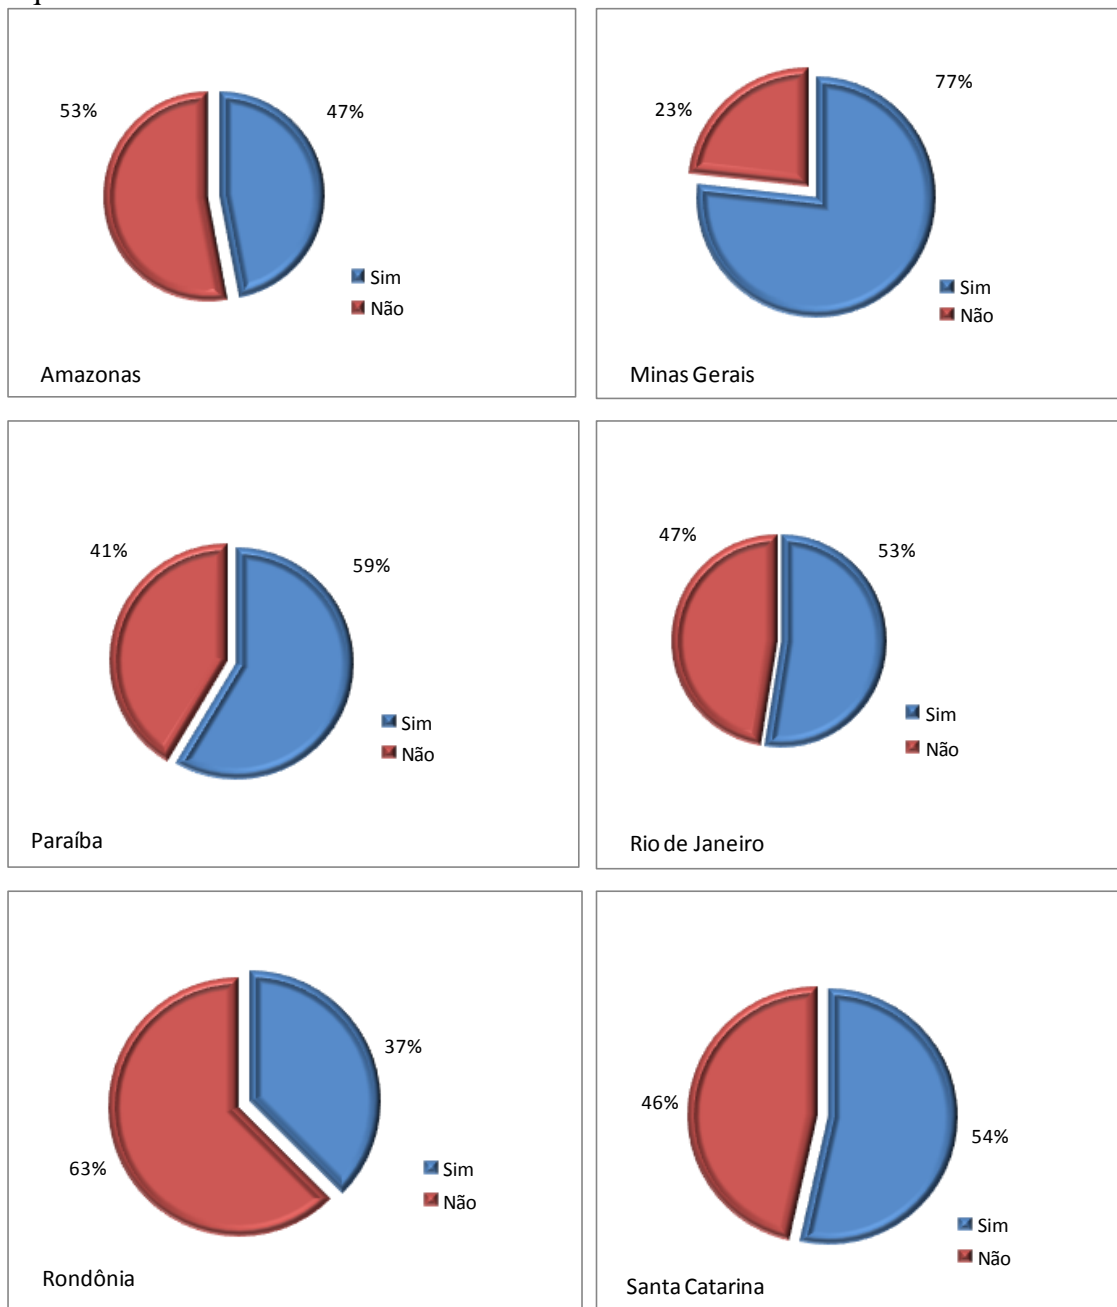 53%
47%
Sim
Não
Amazonas
77%
23%
Sim
Não
Minas Gerais
41%
59%
Sim
Não
Paraíba
47%
53%
Sim
Não
Rio de Janeiro
37%
63%
Sim
Não
Rondônia
46%
54%
Sim
Não
Santa Catarina